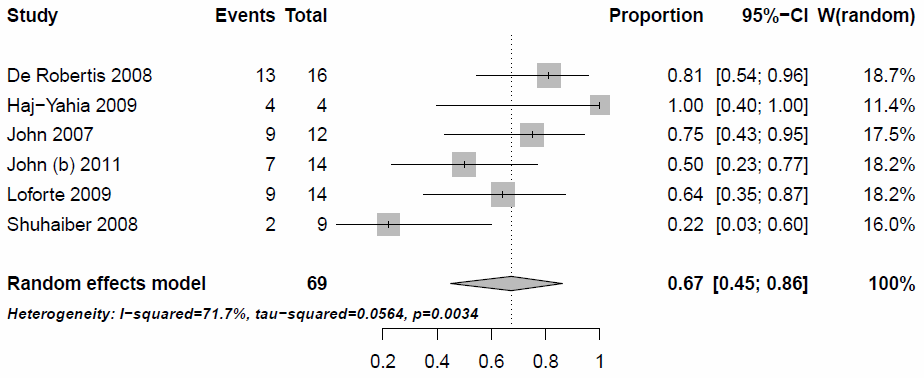 Study Events Total Proportion 95%−CI W(random)
De Robertis 2008 13 16 0.81 [0.54; 0.96] 18.7%
Haj−Yahia 2009 4 4 1.00 [0.40; 1.00] 11.4%
John 2007 9 12 0.75 [0.43; 0.95] 17.5%
John (b) 2011 7 14 0.50 [0.23; 0.77] 18.2%
Loforte 2009 9 14 0.64 [0.35; 0.87] 18.2%
Shuhaiber 2008 2 9 0.22 [0.03; 0.60] 16.0%
Random effects model 69 0.67 [0.45; 0.86] 100%
Heterogeneity: I−squared=71.7%, tau−squared=0.0564, p=0.0034
0.2 0.4 0.6 0.8 1